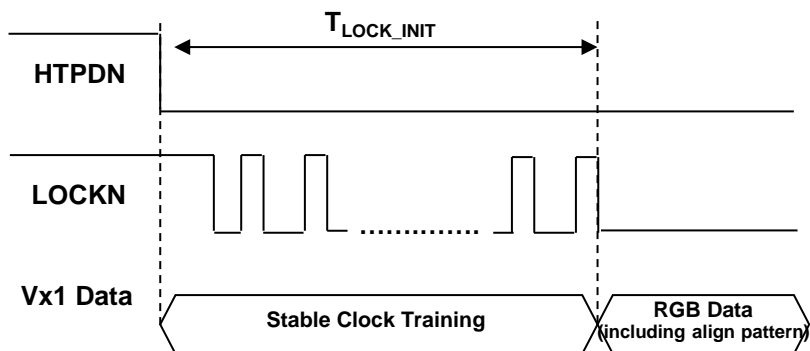 TLOCK_INIT
HTPDN
LOCKN
Vx1 Data
Stable Clock Training
RGB Data
(including align pattern)